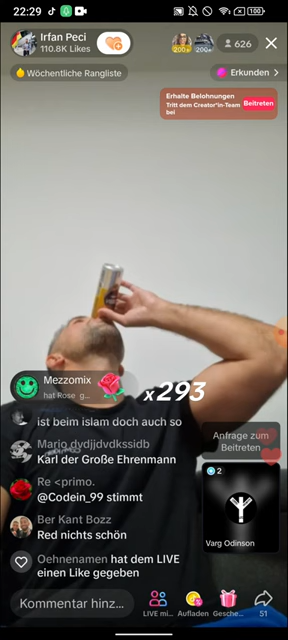 22:29
100
Irfan Peci
110.8K Likes
200+
200+
626
Wöchentliche Rangliste
Erkunden
Erhalte Belohnungen
Tritt dem Creator*in-Team
bei
Beitreten
Mezzomix
hat Rose g...
x293
ist beim islam doch auch so
Mario dvdjjdvdkssidb
Karl der Große Ehrenmann
Re <primo.
@Codein_99 stimmt
Ber Kant Bozz
Red nichts schön
Oehnenamen hat dem LIVE
einen Like gegeben
Anfrage zum
Beitreten
2
Varg Odinson
Kommentar hinz...
LIVE mi...
Aufladen
Gesche...
51